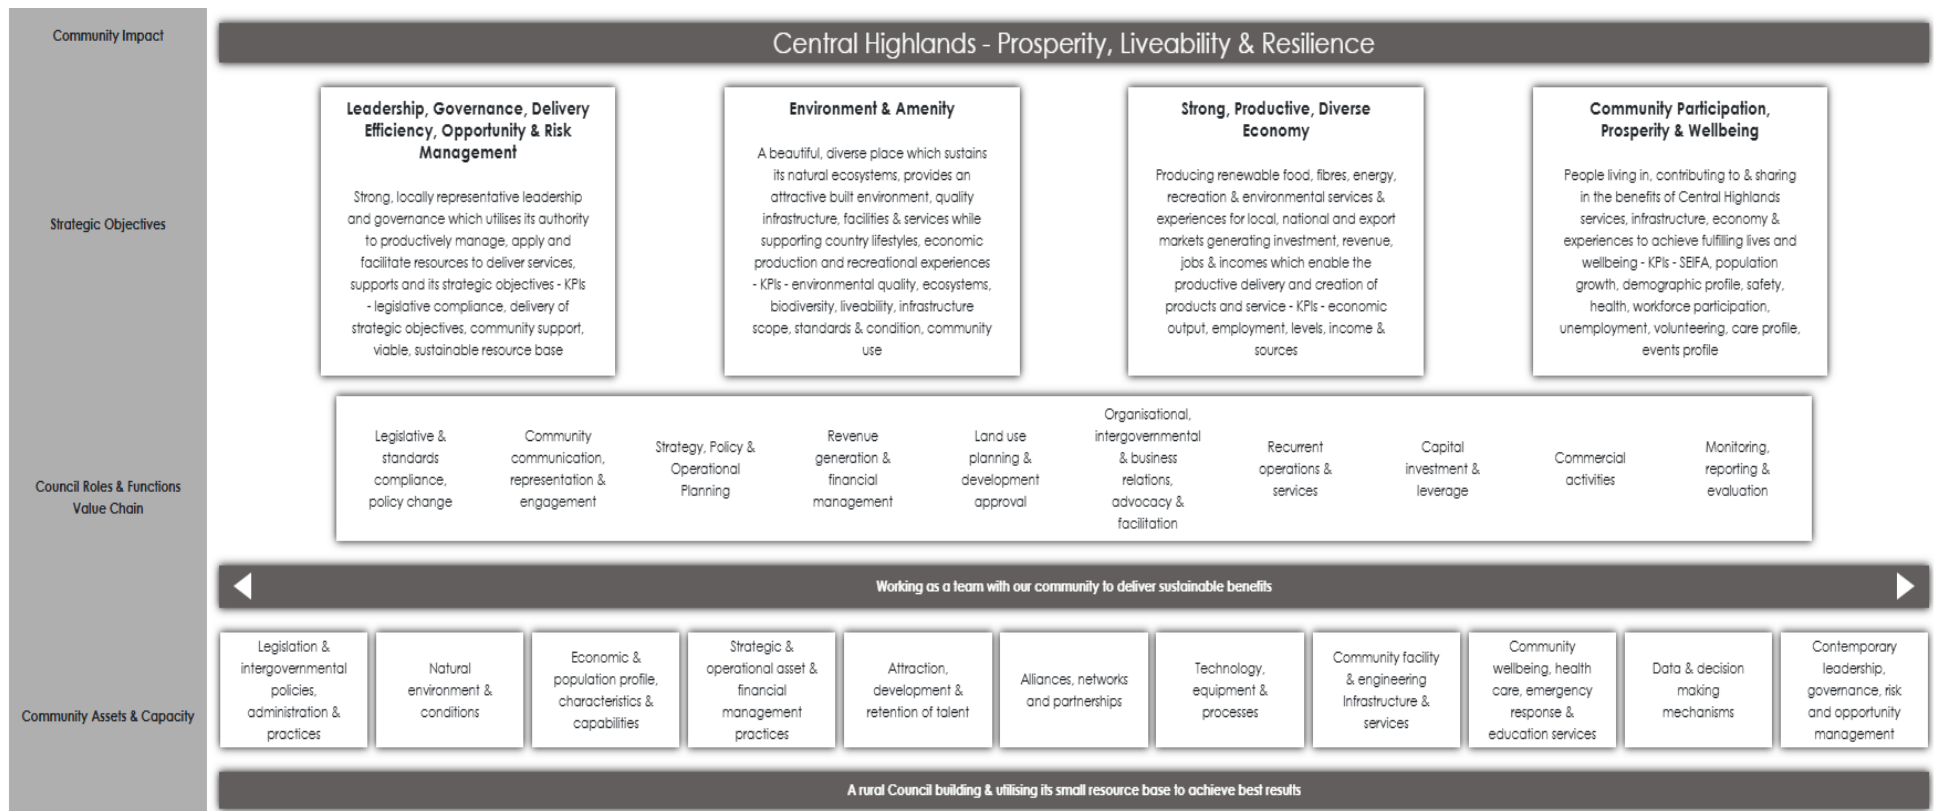 Community Impact
Central Highlands - Prosperity, Liveability & Resilience
Strategic Objectives
Leadership, Governance, Delivery
Efficiency, Opportunity & Risk
Management
Strong, locally representative leadership
and governance which utilises its authority
to productively manage, apply and
facilitate resources to deliver services,
supports and its strategic objectives - KPIs
- legislative compliance, delivery of
strategic objectives, community support,
viable, sustainable resource base
Environment & Amenity
A beautiful, diverse place which sustains
its natural ecosystems, provides an
attractive built environment, quality
infrastructure, facilities & services while
supporting country lifestyles, economic
production and recreational experiences
- KPIs - environmental quality, ecosystems,
biodiversity, liveability, infrastructure
scope, standards & condition, community
use
Strong, Productive, Diverse
Economy
Producing renewable food, fibres, energy,
recreation & environmental services &
experiences for local, national and export
markets generating investment, revenue,
jobs & incomes which enable the
productive delivery and creation of
products and service - KPIs - economic
output, employment, levels, income &
sources
Community Participation,
Prosperity & Wellbeing
People living in, contributing to & sharing
in the benefits of Central Highlands
services, infrastructure, economy &
experiences to achieve fulfilling lives and
wellbeing - KPIs - SEIFA, population
growth, demographic profile, safety,
health, workforce participation,
unemployment, volunteering, care profile,
events profile
Council Roles & Functions
Value Chain
Legislative &
standards
compliance,
policy change
Community
communication,
representation &
engagement
Strategy, Policy &
Operational
Planning
Revenue
generation &
financial
management
Land use
planning &
development
approval
Organisational,
intergovernmental
& business
relations,
advocacy &
facilitation
Recurrent
operations &
services
Capital
investment &
leverage
Commercial
activities
Monitoring,
reporting &
evaluation
Working as a team with our community to deliver sustainable benefits
Community Assets & Capacity
Legislation &
intergovernmental
policies,
administration &
practices
Natural
environment &
conditions
Economic &
population profile,
characteristics &
capabilities
Strategic &
operational asset &
financial
management
practices
Attraction,
development &
retention of talent
Alliances, networks
and partnerships
Technology,
equipment &
processes
Community facility
& engineering
Infrastructure &
services
Community
wellbeing, health
care, emergency
response &
education services
Data & decision
making
mechanisms
Contemporary
leadership,
governance, risk
and opportunity
management
A rural Council building & utilising its small resource base to achieve best results